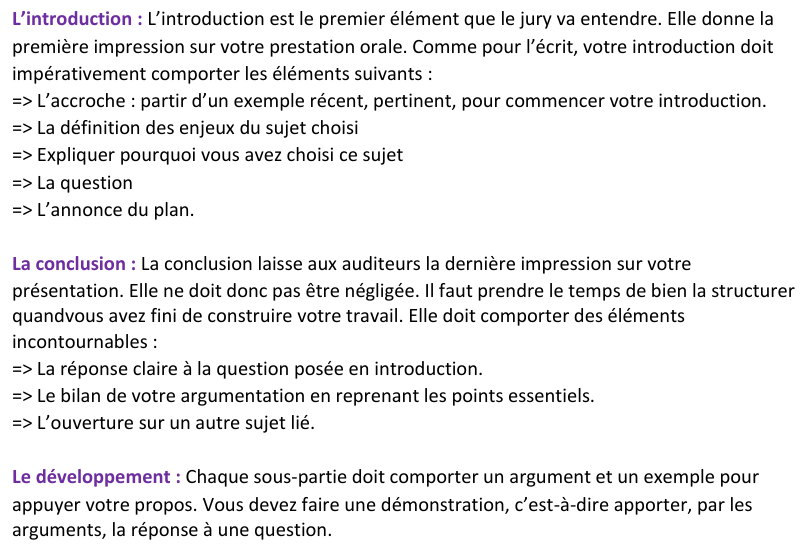 L’introduction : L’introduction est le premier élément que le jury va entendre. Elle donne la
première impression sur votre prestation orale. Comme pour l’écrit, votre introduction doit
impérativement comporter les éléments suivants :
=> L’accroche : partir d’un exemple récent, pertinent, pour commencer votre introduction.
=> La définition des enjeux du sujet choisi
=> Expliquer pourquoi vous avez choisi ce sujet
=> La question
=> L’annonce du plan.
La conclusion : La conclusion laisse aux auditeurs la dernière impression sur votre
présentation. Elle ne doit donc pas être négligée. Il faut prendre le temps de bien la structurer
quandvous avez fini de construire votre travail. Elle doit comporter des éléments
incontournables :
=> La réponse claire à la question posée en introduction.
=> Le bilan de votre argumentation en reprenant les points essentiels.
=> L’ouverture sur un autre sujet lié.
Le développement : Chaque sous-partie doit comporter un argument et un exemple pour
appuyer votre propos. Vous devez faire une démonstration, c’est-à-dire apporter, par les
arguments, la réponse à une question.